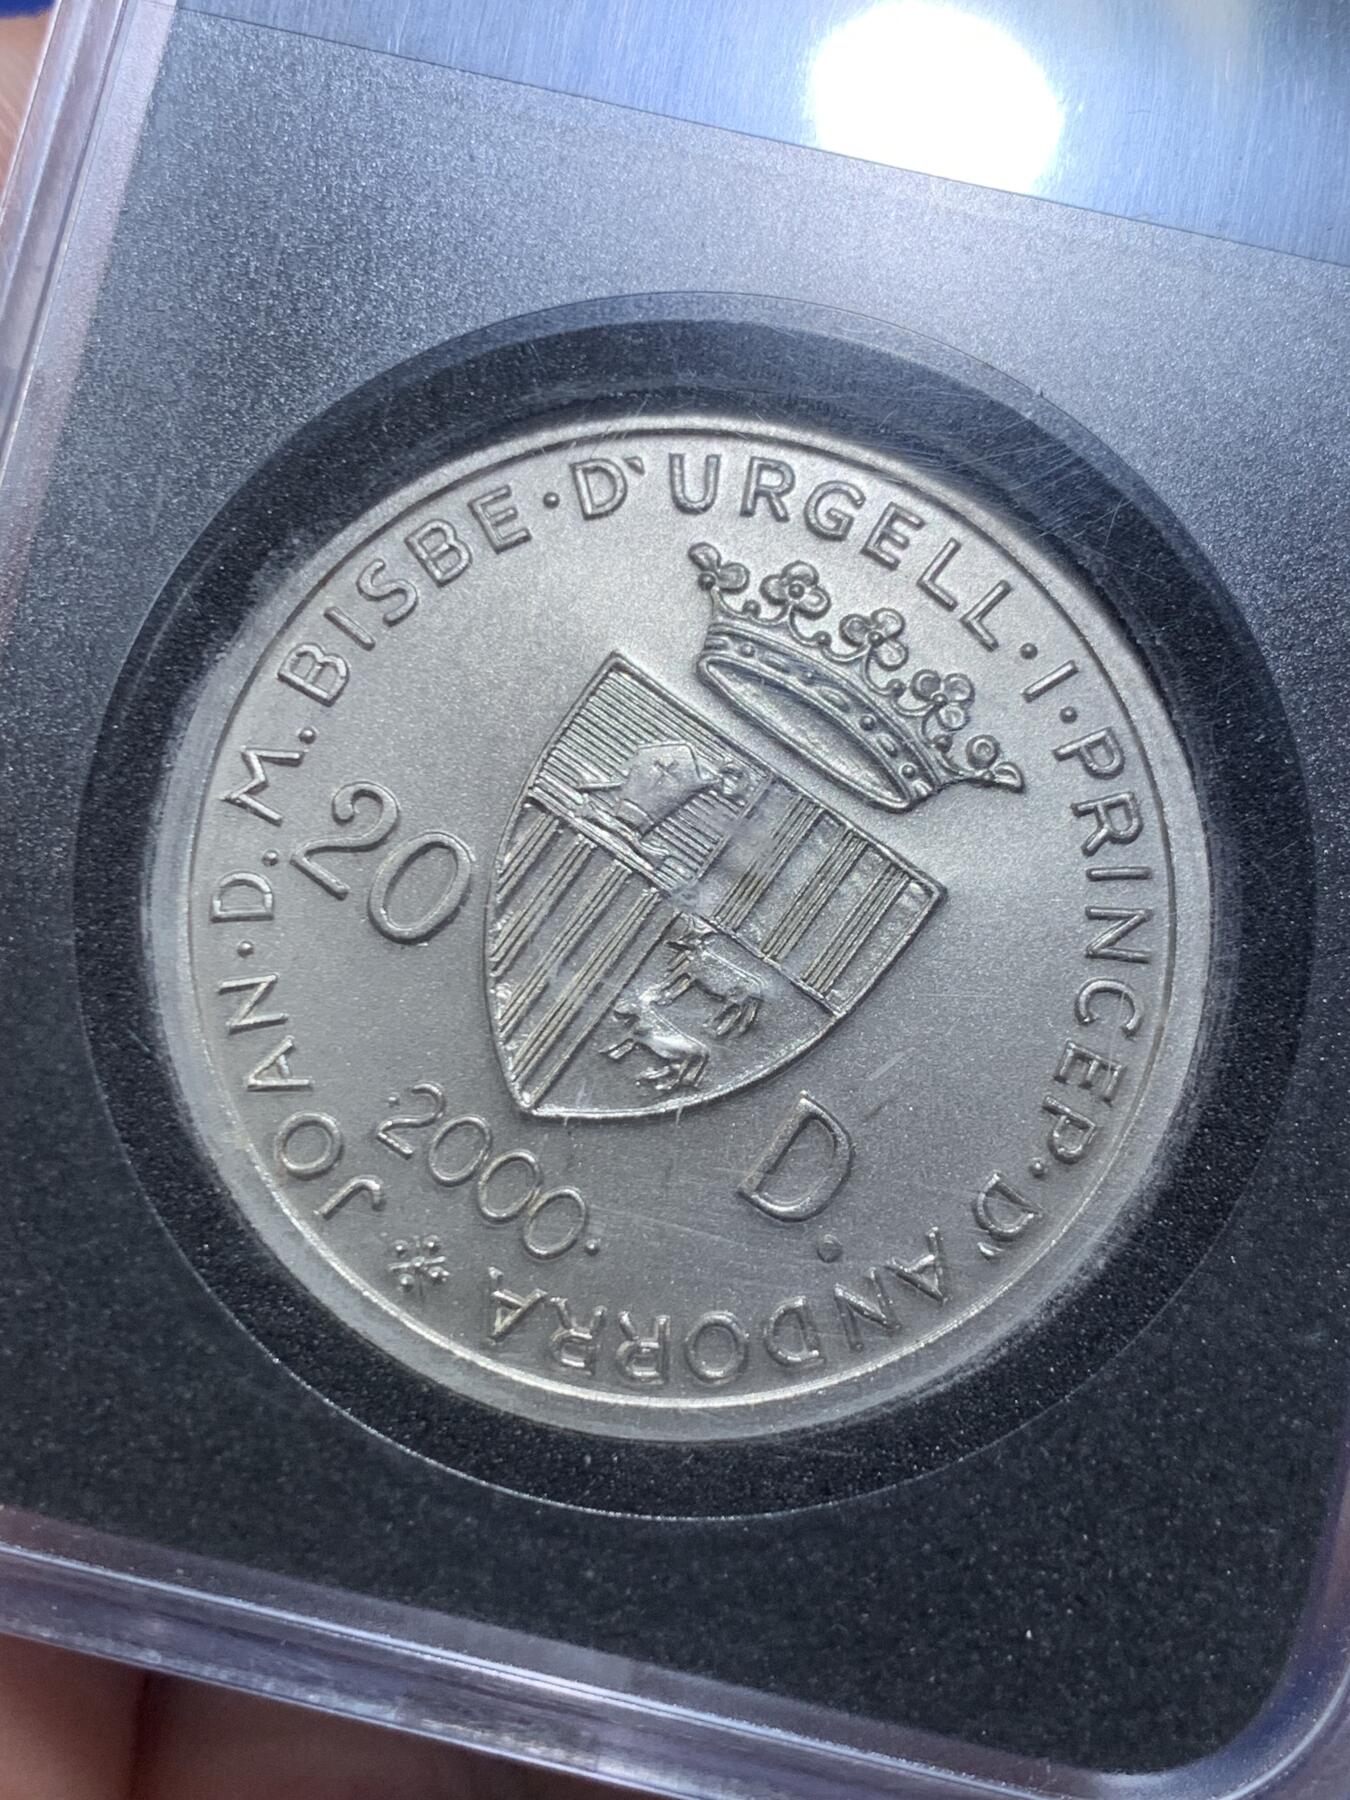 JOAN·D.M.BISBE·D'URGELL·I·PRINCEP·D'ANDORRA
20 D.
·2000·